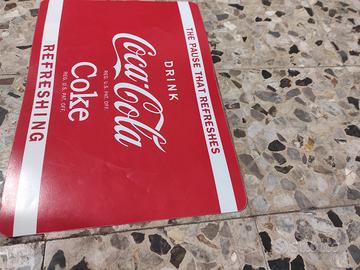 THE PAUSE THAT REFRESHES
DRINK
Coca-Cola
REG. U.S. PAT. OFF.
Coke
REG. U.S. PAT. OFF.
REFRESHING